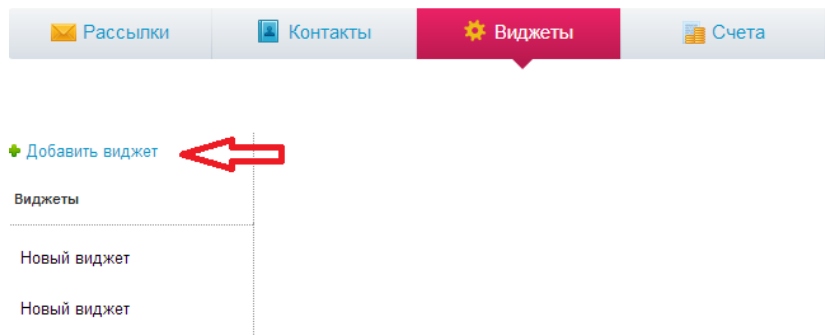 Рассылки Контакты Виджеты Счета
Добавить виджет
Виджеты
Новый виджет
Новый виджет